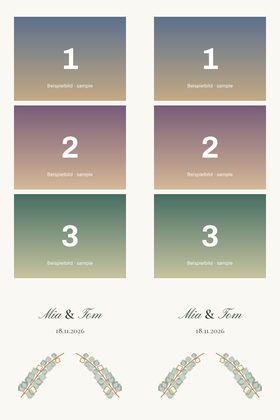 1
1
Beispielbild · sample
Beispielbild · sample
2
2
Beispielbild · sample
Beispielbild · sample
3
3
Beispielbild · sample
Beispielbild · sample
Mia & Tom
Mia & Tom
18.11.2026
18.11.2026